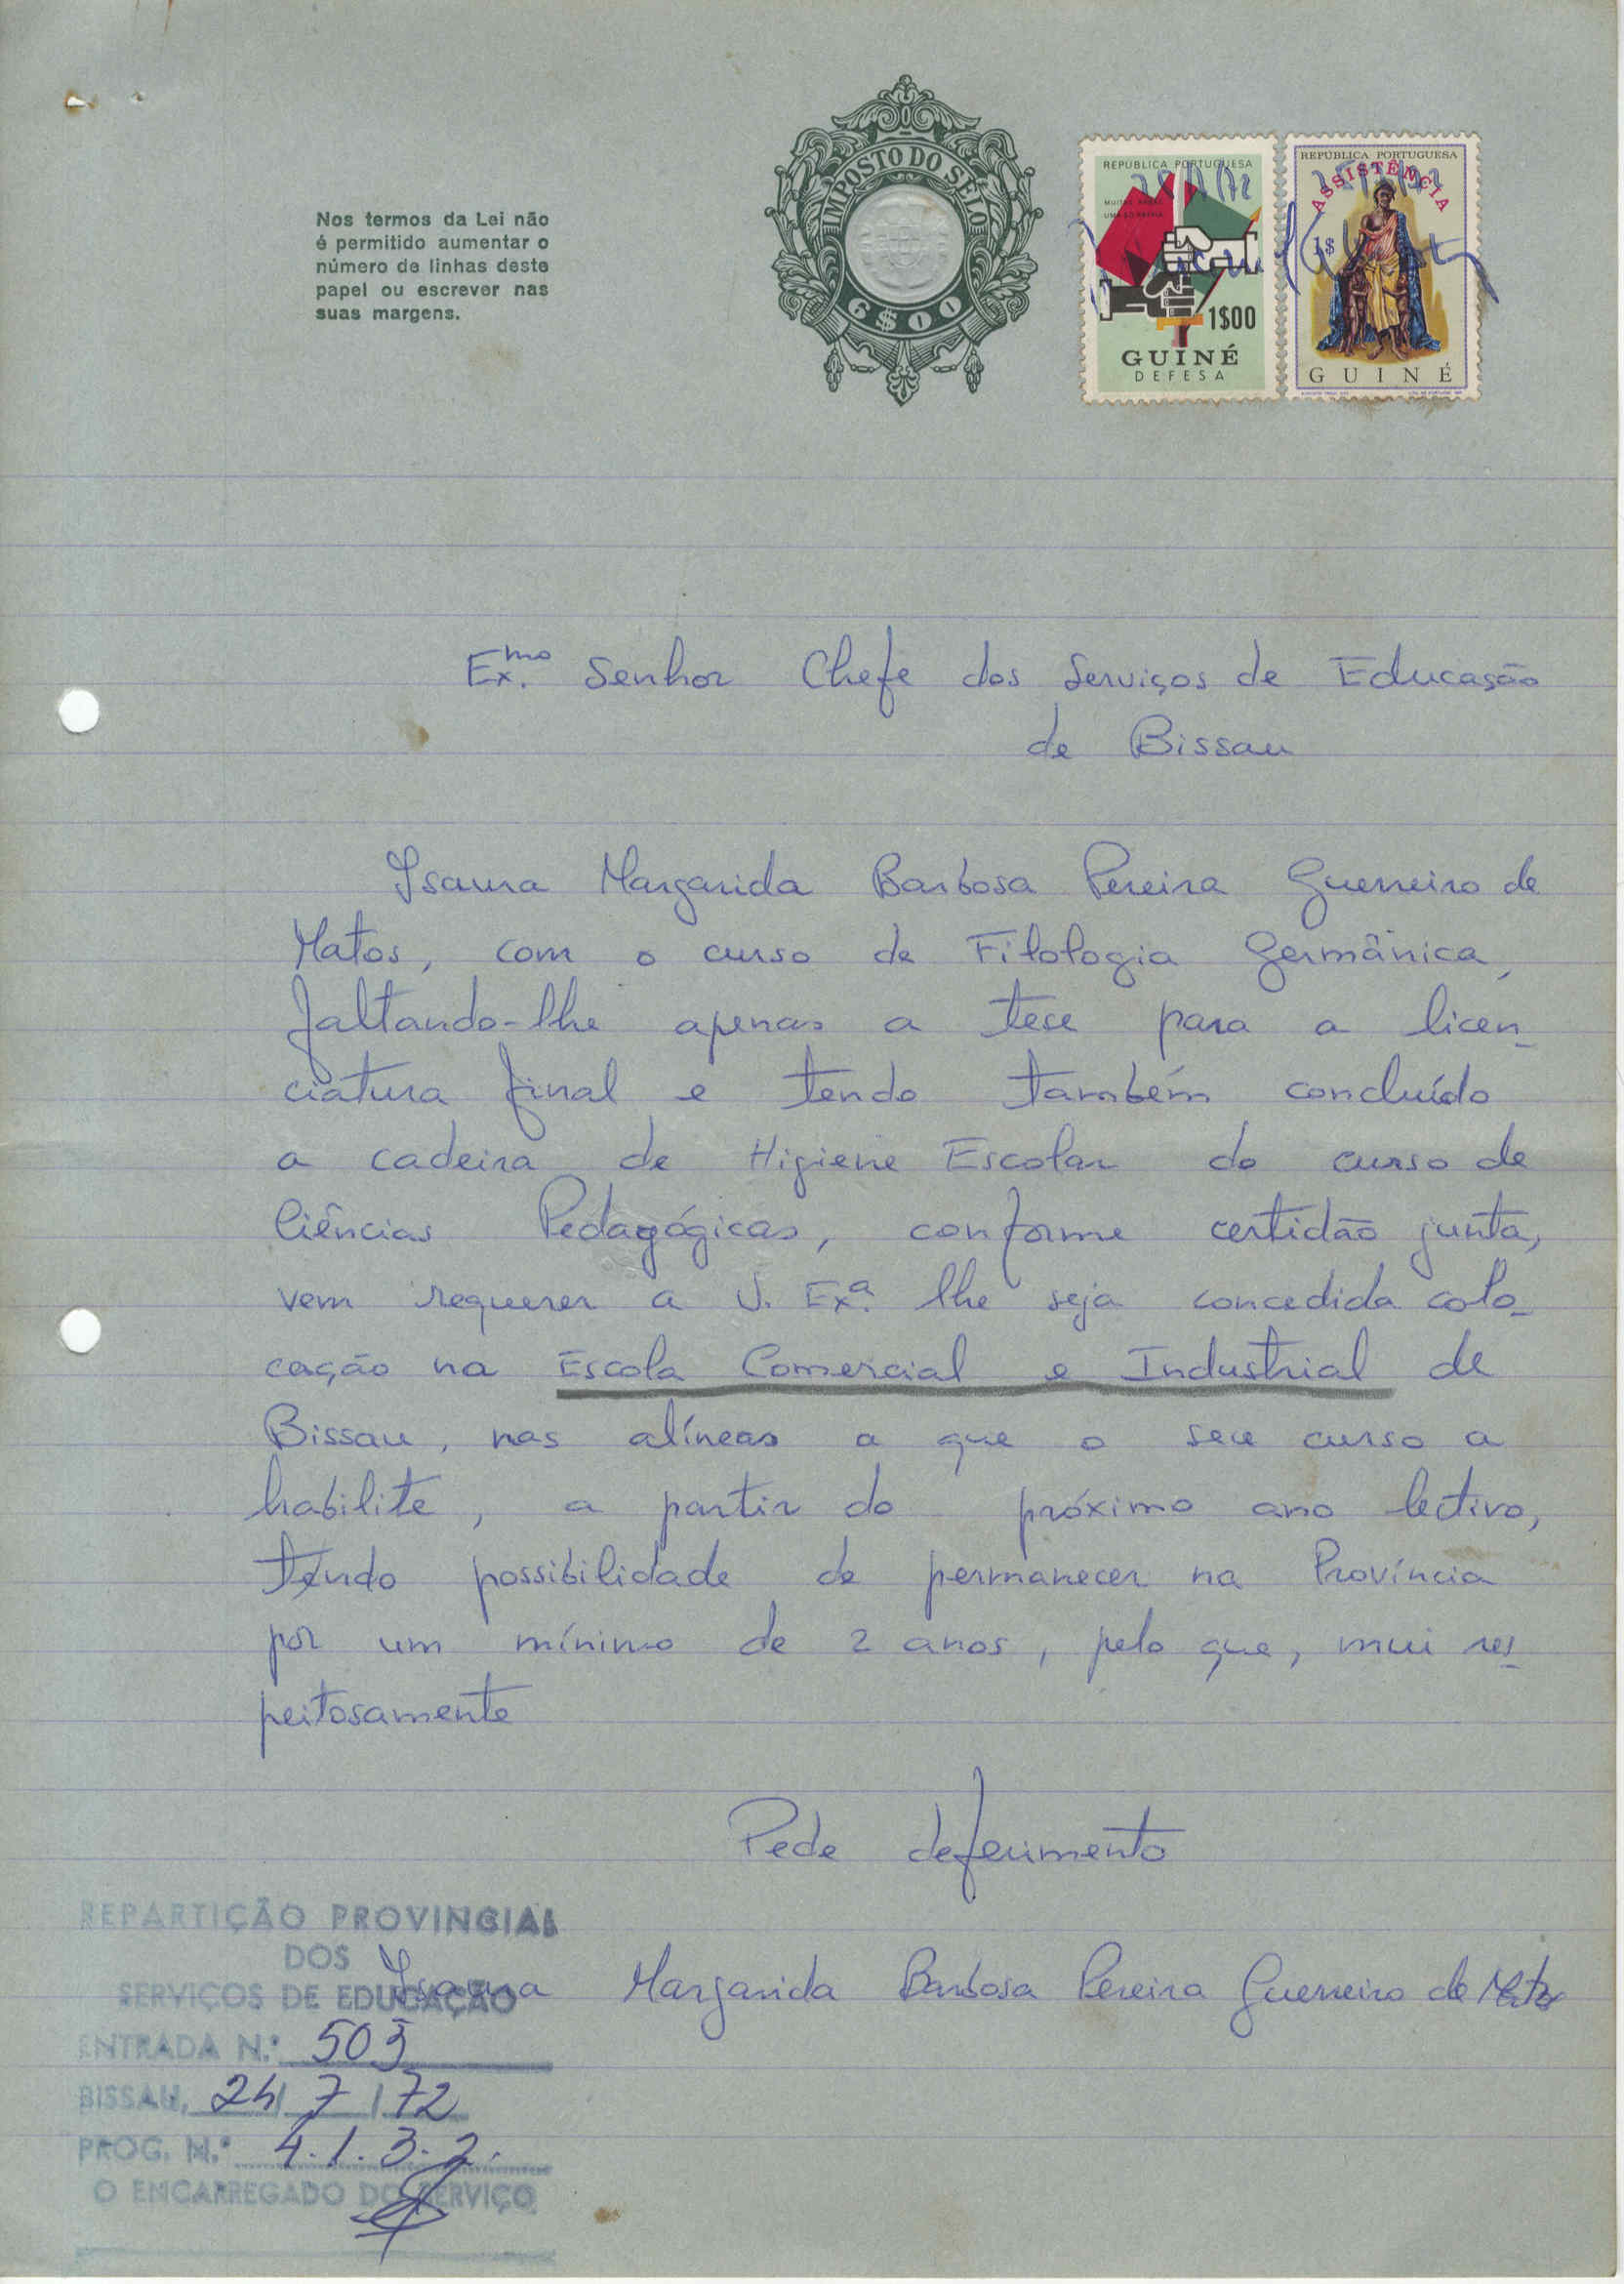 Nos termos da Lei não
é permitido aumentar o
número de linhas deste
papel ou escrever nas
suas margens.
IMPOSTO DO SELO
6$00
REPÚBLICA PORTUGUESA
1$00
GUINÉ
DEFESA
REPÚBLICA PORTUGUESA
ASSISTÊNCIA
1$
GUINÉ
Ex.mo Senhor Chefe dos Serviços de Educação
de Bissau
Isaura Margarida Barbosa Pereira Guerreiro de
Matos, com o curso de Filologia Germânica,
faltando-lhe apenas a tese para a licen-
ciatura final e tendo também concluído
a cadeira de Higiene Escolar do curso de
Ciências Pedagógicas, conforme certidão junta,
vem requerer a V. Ex.a lhe seja concedida colo-
cação na Escola Comercial e Industrial de
Bissau, nas alíneas a que o seu curso a
habilite, a partir do próximo ano lectivo,
tendo possibilidade de permanecer na Província
por um mínimo de 2 anos, pelo que, mui res-
peitosamente
Pede deferimento
Isaura Margarida Barbosa Pereira Guerreiro de Matos
REPARTIÇÃO PROVINCIAL
DOS
SERVIÇOS DE EDUCAÇÃO
ENTRADA N.º 503
BISSAU, 24/7/72
PROG. N.º 4.1.3.2.
O ENCARREGADO DO SERVIÇO